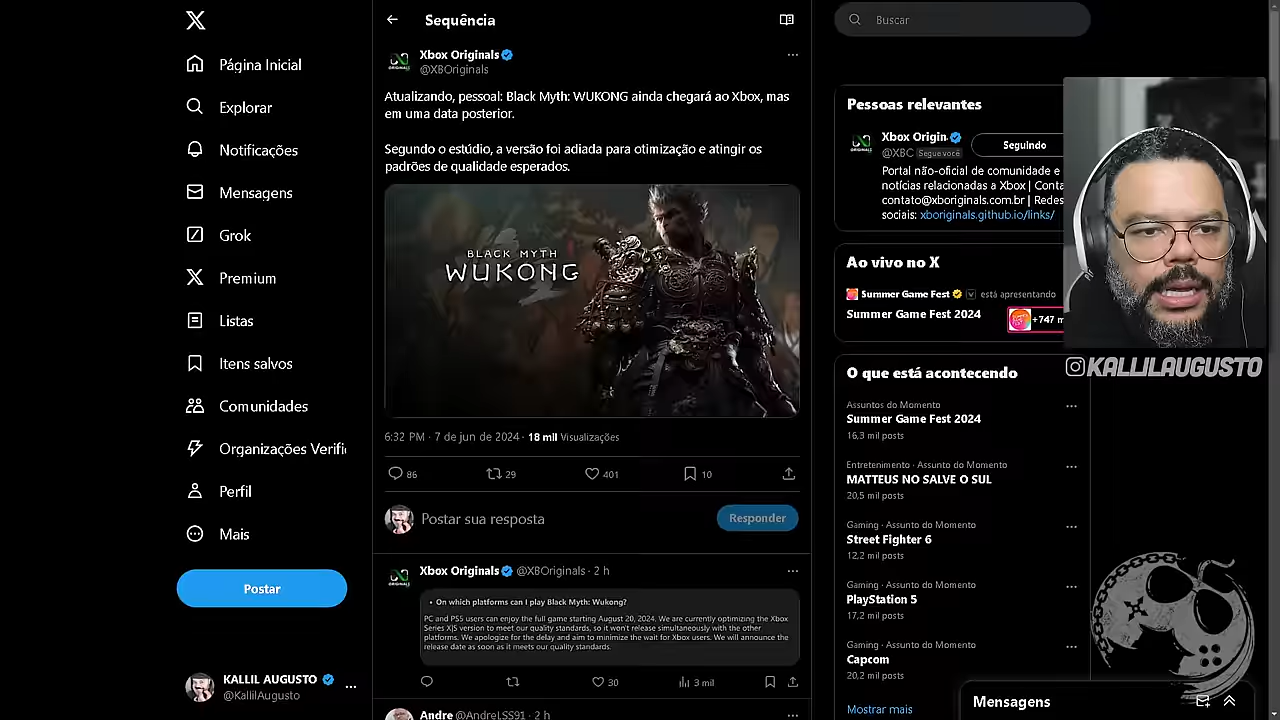 Página Inicial
Explorar
Notificações
Mensagens
Grok
Premium
Listas
Itens salvos
Comunidades
Organizações Verifi
Perfil
Mais
Postar
KALLIL AUGUSTO
@KallilAugusto
Sequência
Xbox Originals
@XBOriginals
Atualizando, pessoal: Black Myth: WUKONG ainda chegará ao Xbox, mas
em uma data posterior.
Segundo o estúdio, a versão foi adiada para otimização e atingir os
padrões de qualidade esperados.
BLACK MYTH
WUKONG
6:32 PM · 7 de jun de 2024 · 18 mil Visualizações
86
29
401
10
Postar sua resposta
Responder
Xbox Originals @XBOriginals · 2 h
• On which platforms can I play Black Myth: Wukong?
PC and PS5 users can enjoy the full game starting August 20, 2024. We are currently optimizing the Xbox
Series X|S version to meet our quality standards, so it won't release simultaneously with the other
platforms. We apologize for the delay and aim to minimize the wait for Xbox users. We will announce the
release date as soon as it meets our quality standards.
30
3 mil
Andre @AndreLSS91 · 2 h
Buscar
Pessoas relevantes
Xbox Origin
@XBC Segue você
Seguindo
Portal não-oficial de comunidade e
notícias relacionadas a Xbox | Conta
contato@xboriginals.com.br | Redes
sociais: xboriginals.github.io/links/
Ao vivo no X
Summer Game Fest está apresentando
Summer Game Fest 2024
+747 m
O que está acontecendo
Assuntos do Momento
Summer Game Fest 2024
16,3 mil posts
Entretenimento · Assunto do Momento
MATTEUS NO SALVE O SUL
20,5 mil posts
Gaming · Assunto do Momento
Street Fighter 6
12,2 mil posts
Gaming · Assunto do Momento
PlayStation 5
17,2 mil posts
Gaming · Assunto do Momento
Capcom
20,2 mil posts
Mostrar mais
KALLILAUGUSTO
Mensagens